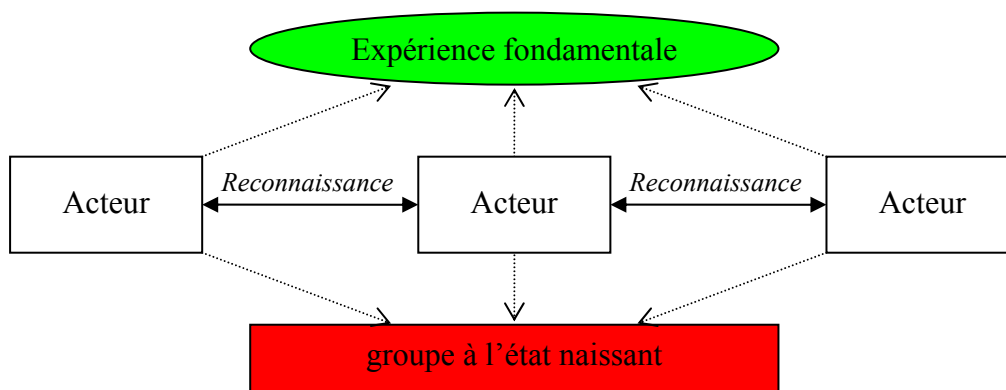 Expérience fondamentale
Reconnaissance
Reconnaissance
Acteur
Acteur
Acteur
groupe à l’état naissant